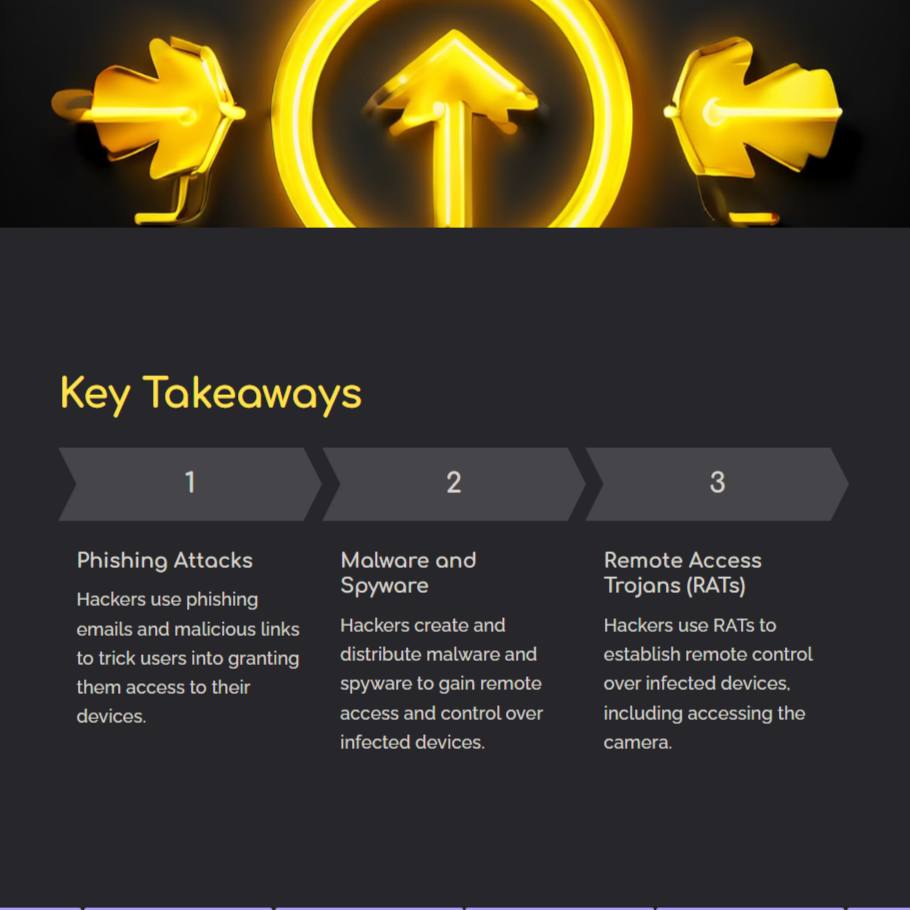 Key Takeaways
1
2
3
Phishing Attacks
Hackers use phishing
emails and malicious links
to trick users into granting
them access to their
devices.
Malware and
Spyware
Hackers create and
distribute malware and
spyware to gain remote
access and control over
infected devices.
Remote Access
Trojans (RATs)
Hackers use RATs to
establish remote control
over infected devices,
including accessing the
camera.